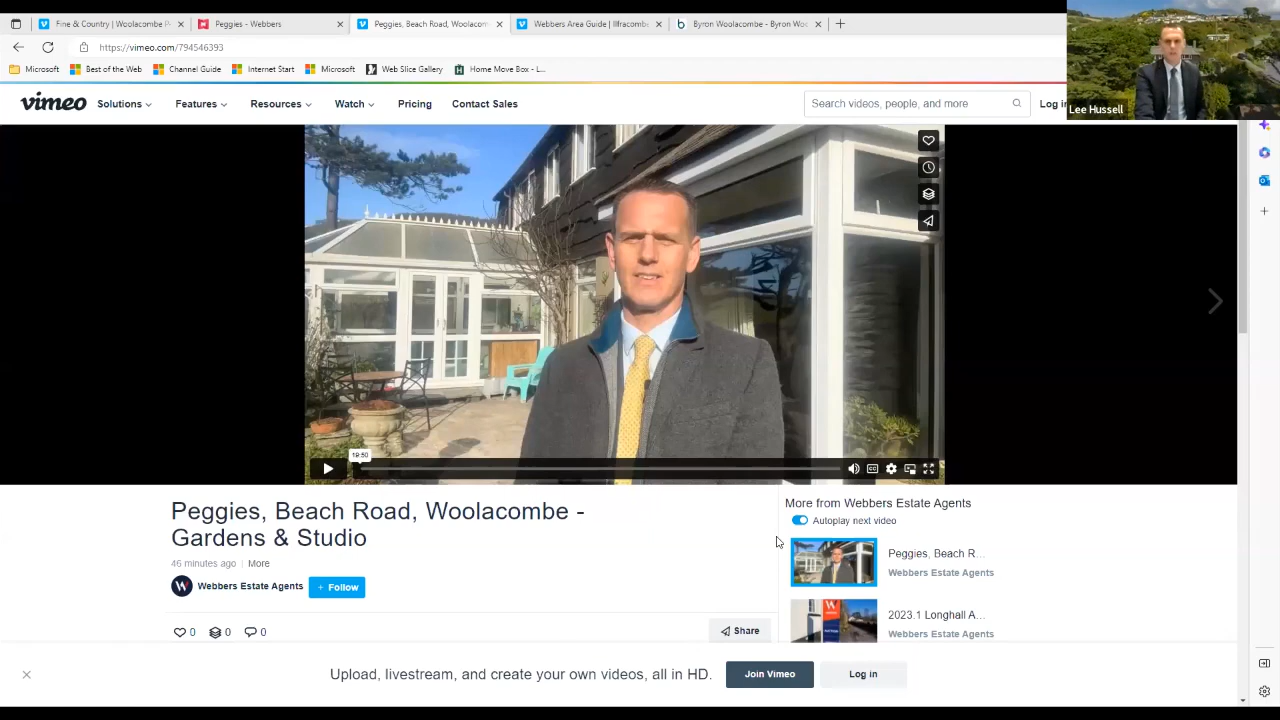 Fine & Country | Woolacombe P
Peggies - Webbers
Peggies, Beach Road, Woolacom
Webbers Area Guide | Ilfracombe
Byron Woolacombe - Byron Woo
https://vimeo.com/794546393
Microsoft
Best of the Web
Channel Guide
Internet Start
Microsoft
Web Slice Gallery
Home Move Box - L...
Lee Hussell
vimeo
Solutions
Features
Resources
Watch
Pricing
Contact Sales
Search videos, people, and more
Log in
19:50
CC
Peggies, Beach Road, Woolacombe -
Gardens & Studio
46 minutes ago | More
W
Webbers Estate Agents
+ Follow
0
0
0
Share
More from Webbers Estate Agents
Autoplay next video
Peggies, Beach R...
Webbers Estate Agents
2023.1 Longhall A...
Webbers Estate Agents
Upload, livestream, and create your own videos, all in HD.
Join Vimeo
Log in